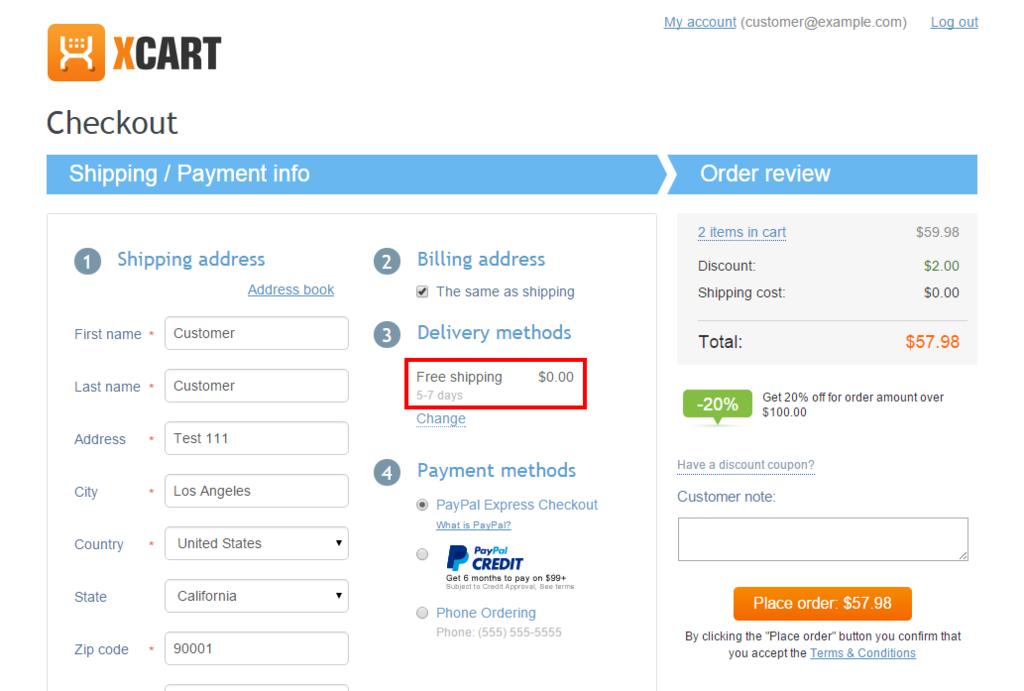 My account (customer@example.com) Log out
XCART
Checkout
Shipping / Payment info
Order review
1 Shipping address
Address book
First name * Customer
Last name * Customer
Address * Test 111
City * Los Angeles
Country * United States
State California
Zip code * 90001
2 Billing address
The same as shipping
3 Delivery methods
Free shipping $0.00
5-7 days
Change
4 Payment methods
PayPal Express Checkout
What is PayPal?
PayPal
CREDIT
Get 6 months to pay on $99+
Subject to Credit Approval, See terms
Phone Ordering
Phone: (555) 555-5555
2 items in cart $59.98
Discount: $2.00
Shipping cost: $0.00
Total: $57.98
-20%
Get 20% off for order amount over
$100.00
Have a discount coupon?
Customer note:
Place order: $57.98
By clicking the "Place order" button you confirm that
you accept the Terms & Conditions